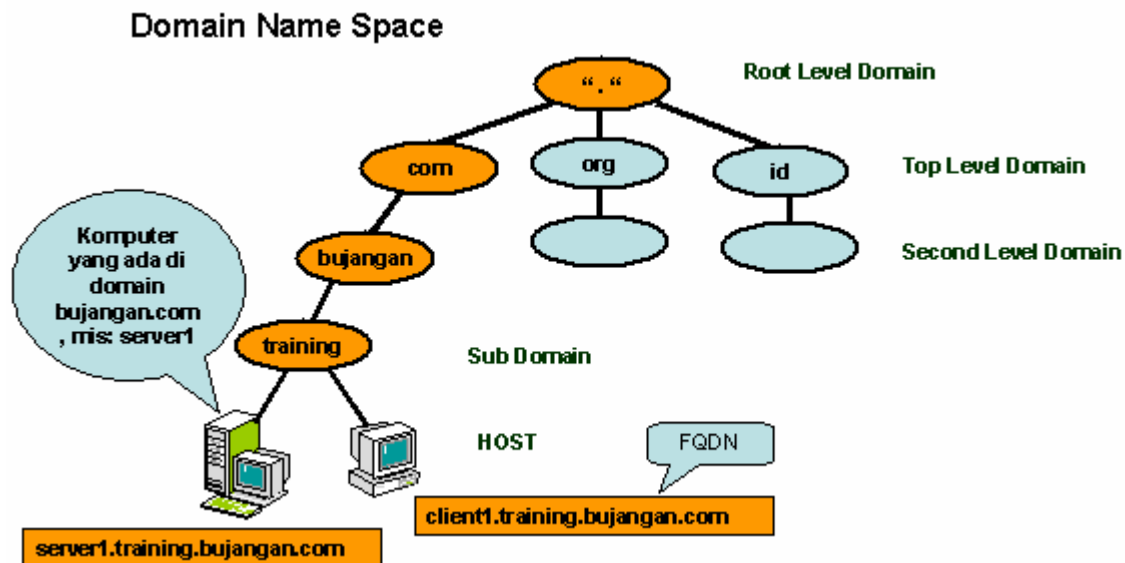 Domain Name Space
“.“
Root Level Domain
com
org
id
Top Level Domain
Komputer
yang ada di
domain
bujangan.com
, mis: server1
bujangan
Second Level Domain
training
Sub Domain
HOST
FQDN
client1.training.bujangan.com
server1.training.bujangan.com